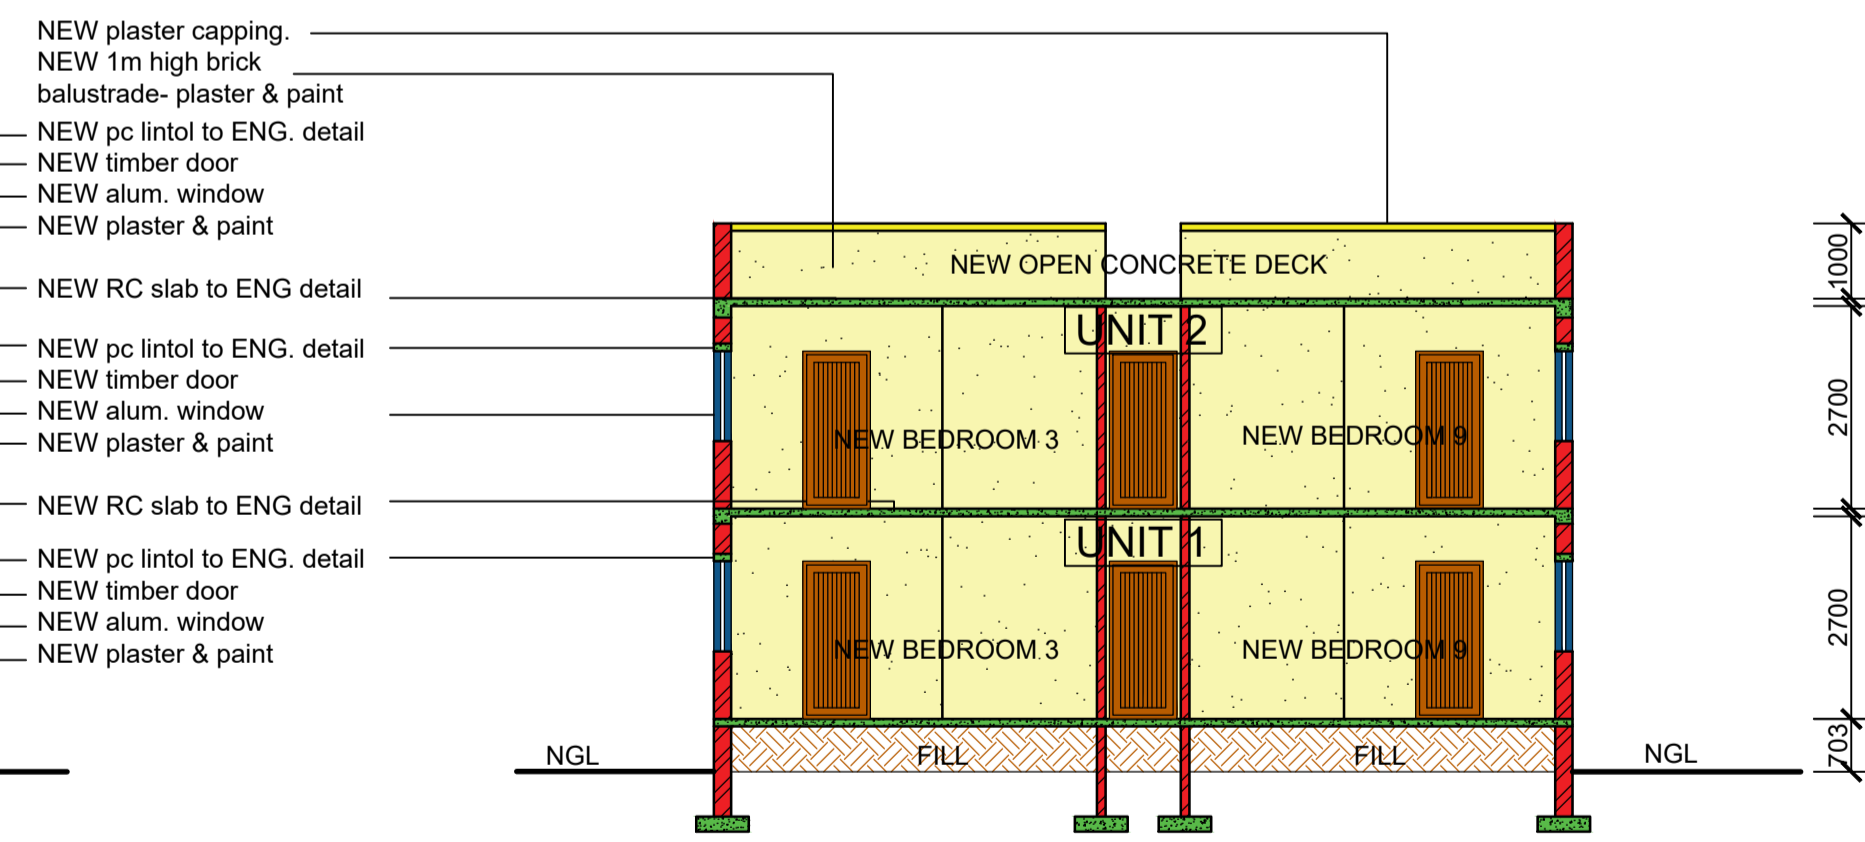 NEW plaster capping.
NEW 1m high brick
balustrade- plaster & paint
NEW pc lintol to ENG. detail
NEW timber door
NEW alum. window
NEW plaster & paint
NEW RC slab to ENG detail
NEW pc lintol to ENG. detail
NEW timber door
NEW alum. window
NEW plaster & paint
NEW RC slab to ENG detail
NEW pc lintol to ENG. detail
NEW timber door
NEW alum. window
NEW plaster & paint
NEW OPEN CONCRETE DECK
UNIT 2
NEW BEDROOM 3
NEW BEDROOM 9
UNIT 1
NEW BEDROOM 3
NEW BEDROOM 9
NGL
FILL
FILL
NGL
1000
2700
2700
703